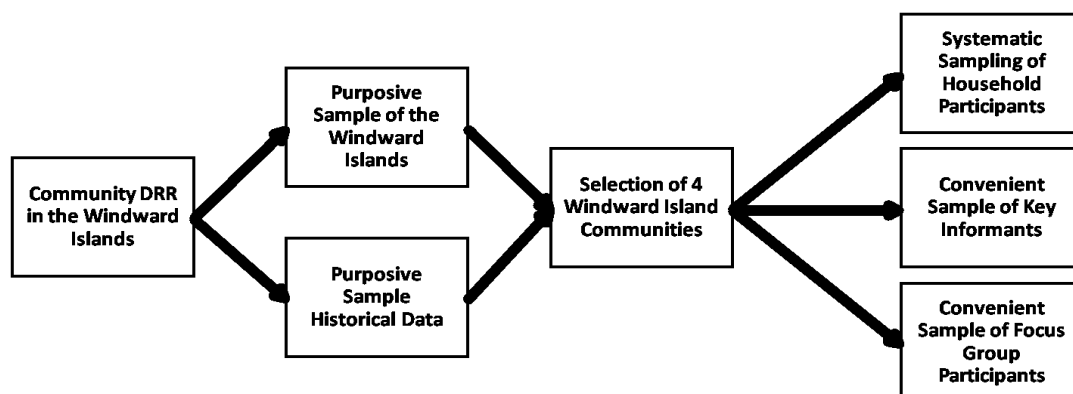 Community DRR
in the Windward
Islands
Purposive
Sample of the
Windward
Islands
Purposive
Sample
Historical Data
Selection of 4
Windward Island
Communities
Systematic
Sampling of
Household
Participants
Convenient
Sample of Key
Informants
Convenient
Sample of Focus
Group
Participants